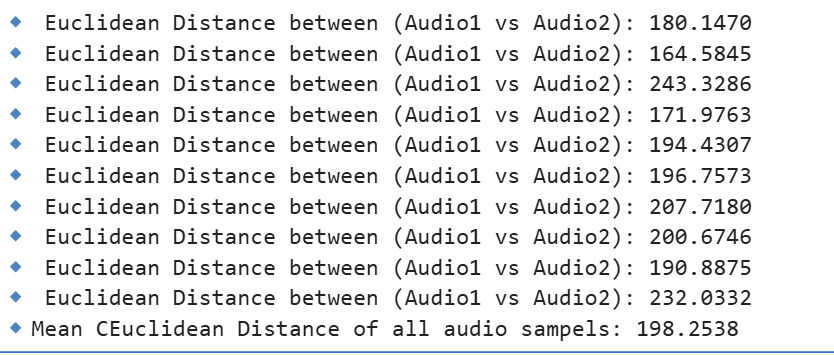 Euclidean Distance between (Audio1 vs Audio2): 180.1470
Euclidean Distance between (Audio1 vs Audio2): 164.5845
Euclidean Distance between (Audio1 vs Audio2): 243.3286
Euclidean Distance between (Audio1 vs Audio2): 171.9763
Euclidean Distance between (Audio1 vs Audio2): 194.4307
Euclidean Distance between (Audio1 vs Audio2): 196.7573
Euclidean Distance between (Audio1 vs Audio2): 207.7180
Euclidean Distance between (Audio1 vs Audio2): 200.6746
Euclidean Distance between (Audio1 vs Audio2): 190.8875
Euclidean Distance between (Audio1 vs Audio2): 232.0332
Mean CEuclidean Distance of all audio sampels: 198.2538